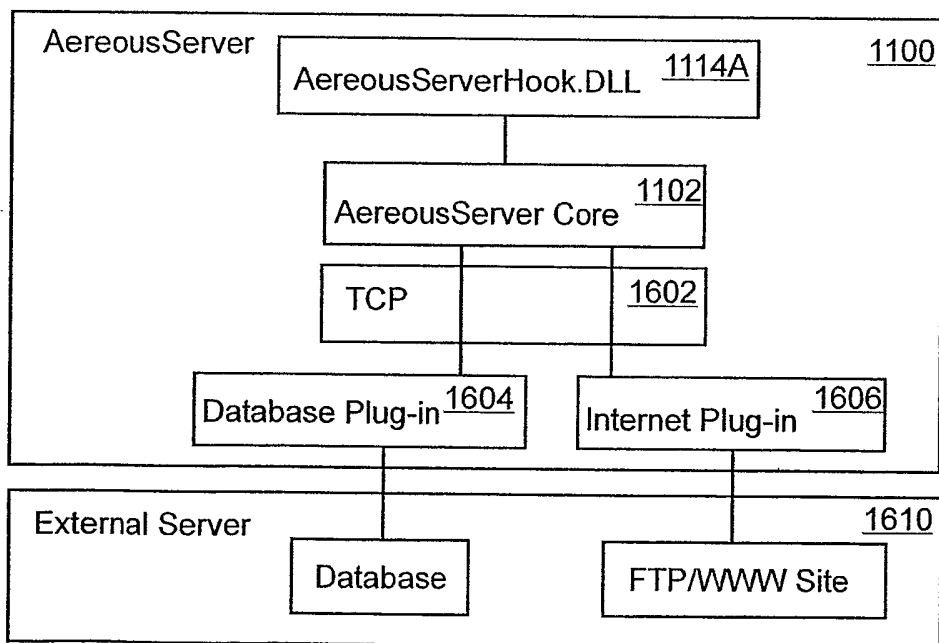 AereousServer
1100
AereousServerHook.DLL
1114A
AereousServer Core
1102
TCP
1602
Database Plug-in
1604
Internet Plug-in
1606
External Server
1610
Database
FTP/WWW Site